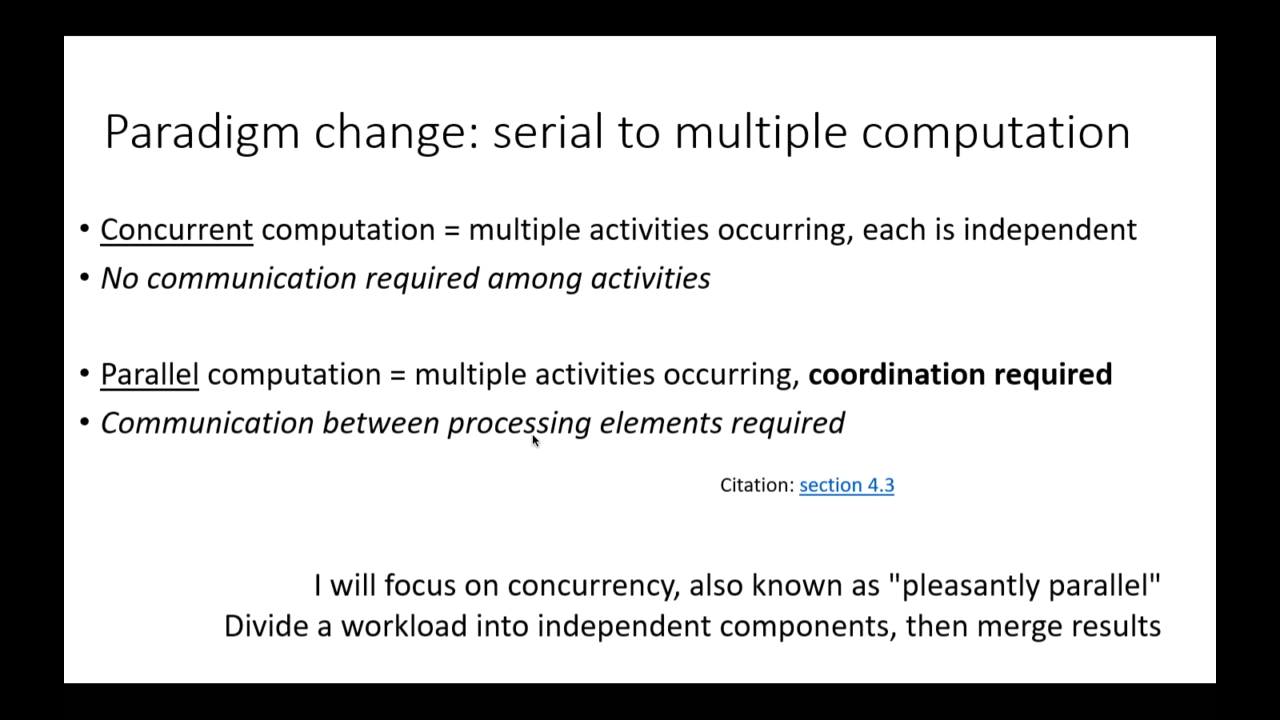 Paradigm change: serial to multiple computation
• Concurrent computation = multiple activities occurring, each is independent
• No communication required among activities
• Parallel computation = multiple activities occurring, coordination required
• Communication between processing elements required
Citation: section 4.3
I will focus on concurrency, also known as "pleasantly parallel"
Divide a workload into independent components, then merge results